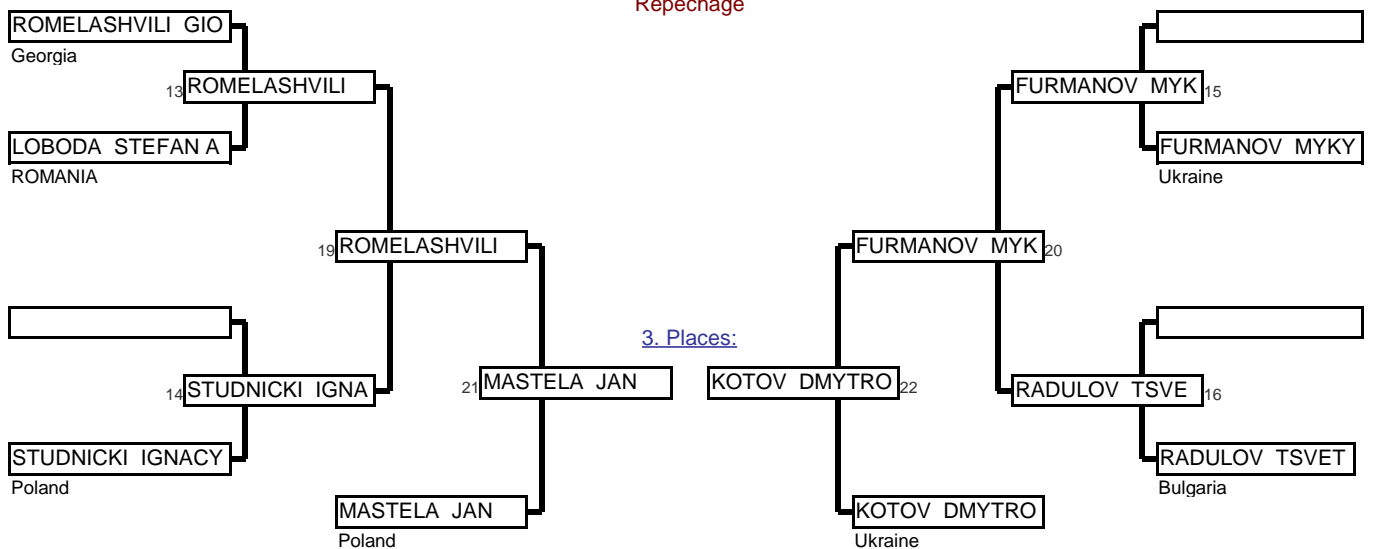 Repechage
ROMELASHVILI GIO
Georgia
13 ROMELASHVILI
FURMANOV MYK 15
LOBODA STEFAN A
ROMANIA
FURMANOV MYKY
Ukraine
19 ROMELASHVILI
FURMANOV MYK 20
3. Places:
14 STUDNICKI IGNA
21 MASTELA JAN
KOTOV DMYTRO 22
RADULOV TSVE 16
STUDNICKI IGNACY
Poland
RADULOV TSVET
Bulgaria
MASTELA JAN
Poland
KOTOV DMYTRO
Ukraine